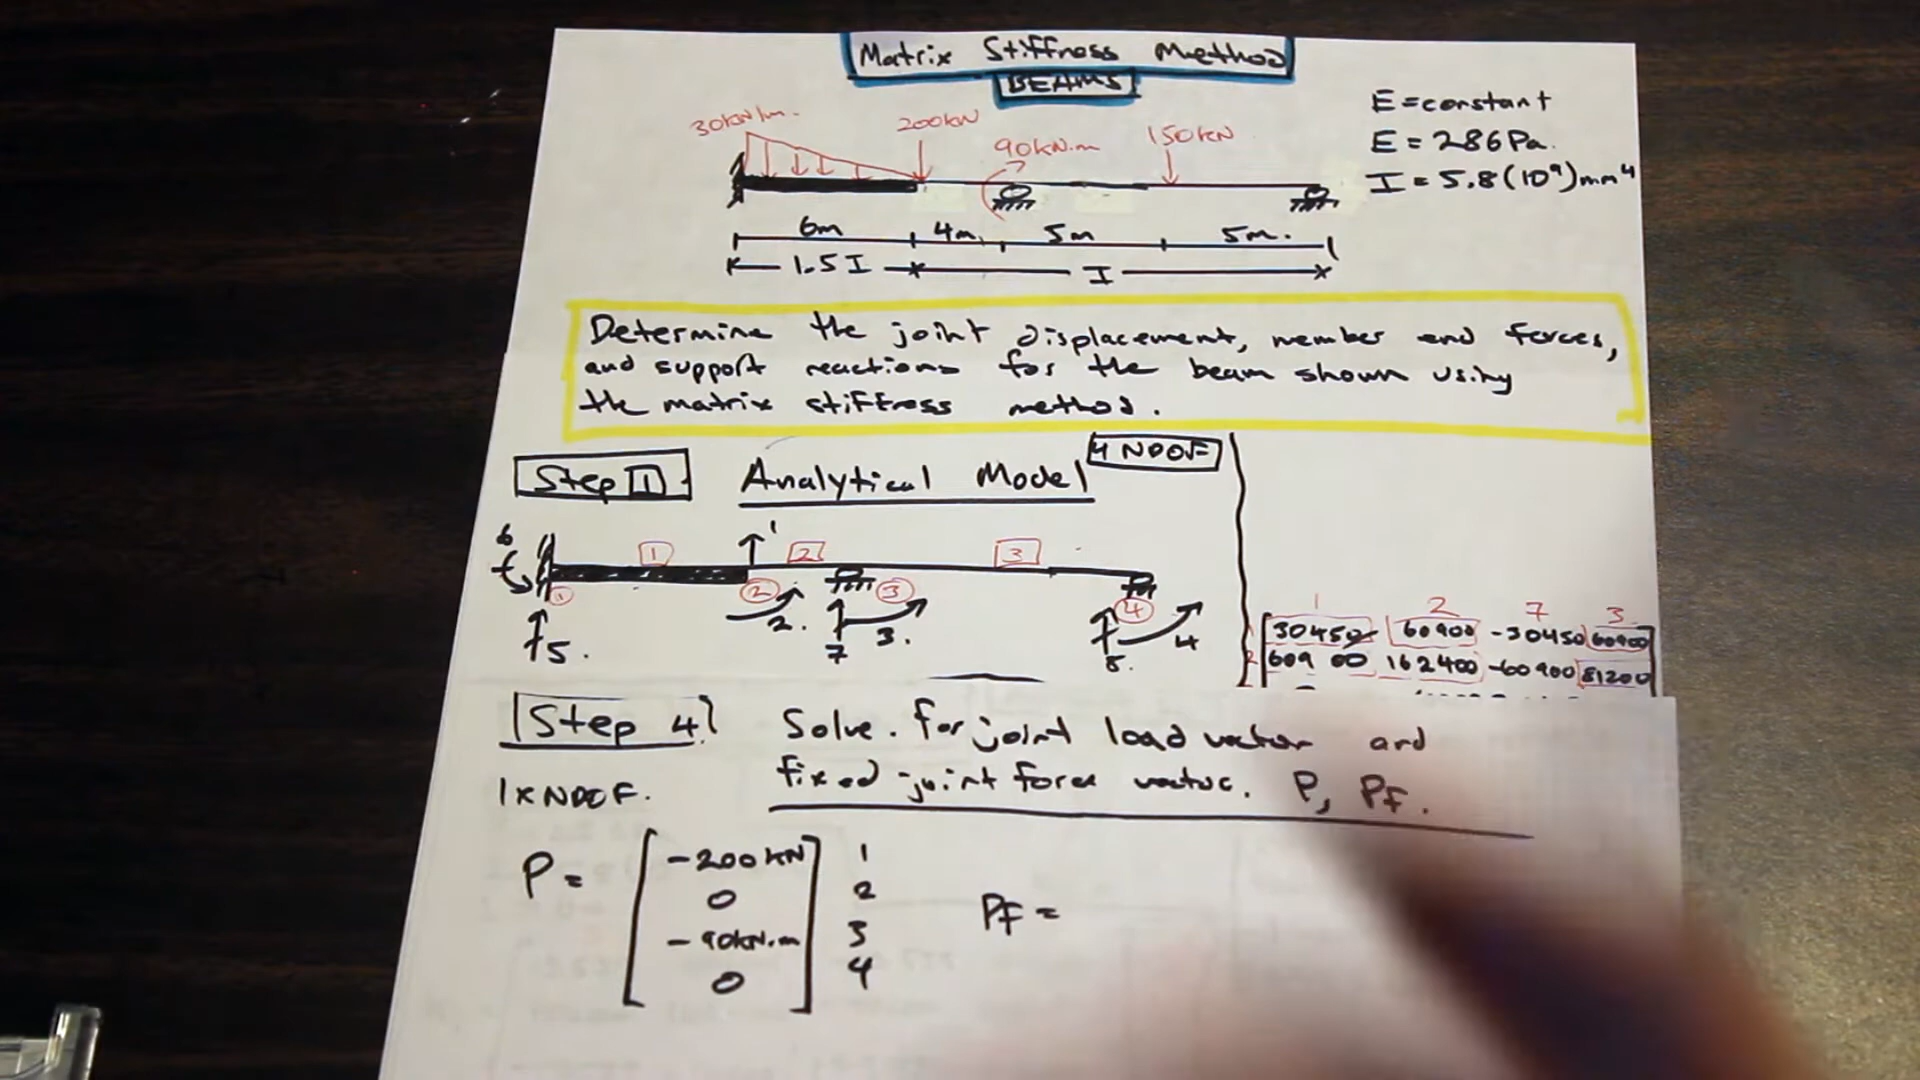 Matrix Stiffness Method
BEAMS
30kN/m.
200kN
90kN.m
150kN
E = constant
E = 28GPa.
I = 5.8(10⁹)mm⁴
6m
4m
5m
5m.
1.5I
I
Determine the joint displacement, member end forces,
and support reactions for the beam shown using
the matrix stiffness method.
Step 1
Analytical Model
4 NDOF
6
1
1
2
3
1
2
3
4
5.
2.
7
3.
8.
4
1 2 7 3
1 30450 60900 -30450 60900
2 60900 162400 -60900 81200
Step 4
Solve. for joint load vector and
fixed-joint force vector. P, Pf.
1xNDOF.
P =
-200kN 1
0 2
-90kN.m 3
0 4
Pf =